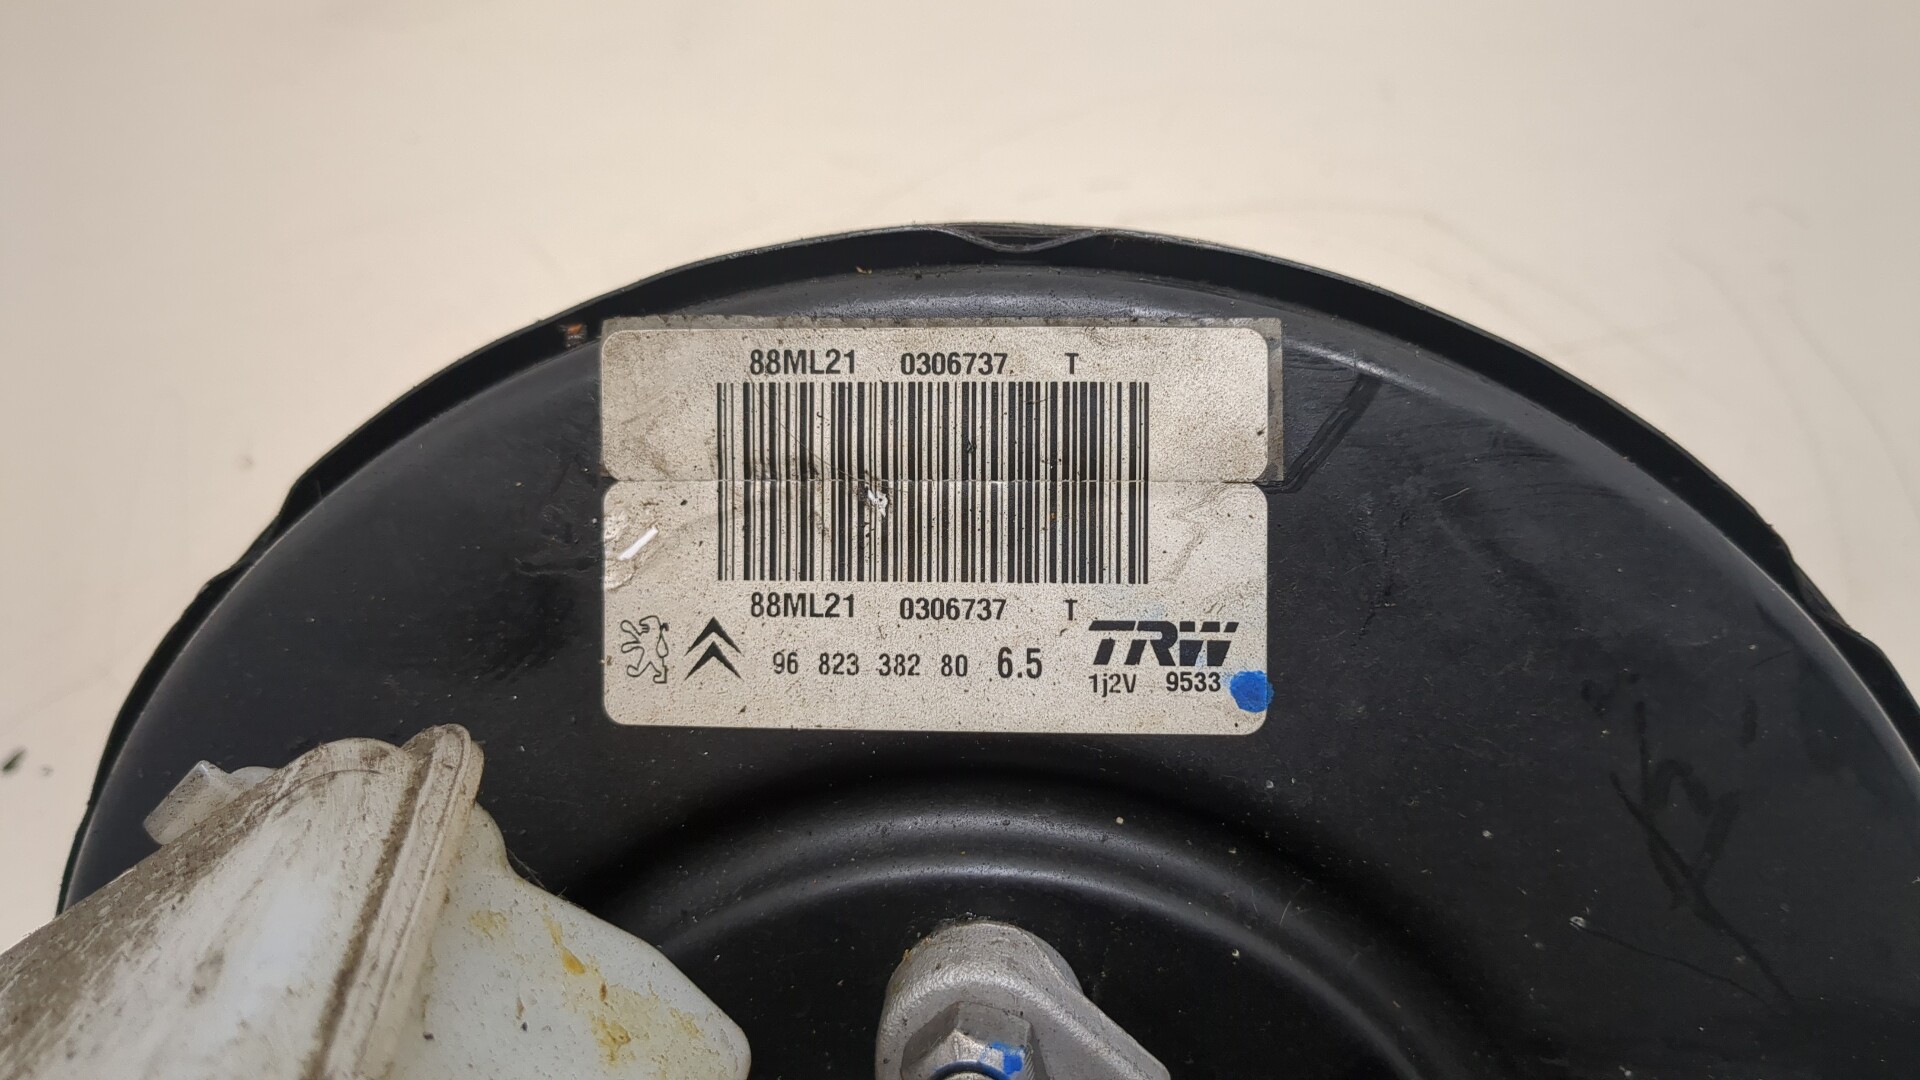 88ML21 0306737 T
88ML21 0306737 T
96 823 382 80 6.5
TRW
1j2V 9533